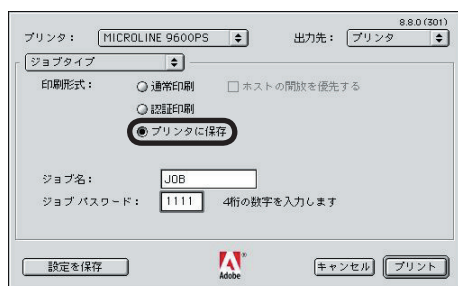 8.8.0 (301)
プリンタ： MICROLINE 9600PS 出力先： プリンタ
ジョブタイプ
印刷形式： 通常印刷 ホストの開放を優先する
認証印刷
プリンタに保存
ジョブ名： JOB
ジョブ パスワード： 1111 4桁の数字を入力します
設定を保存 Adobe キャンセル プリント